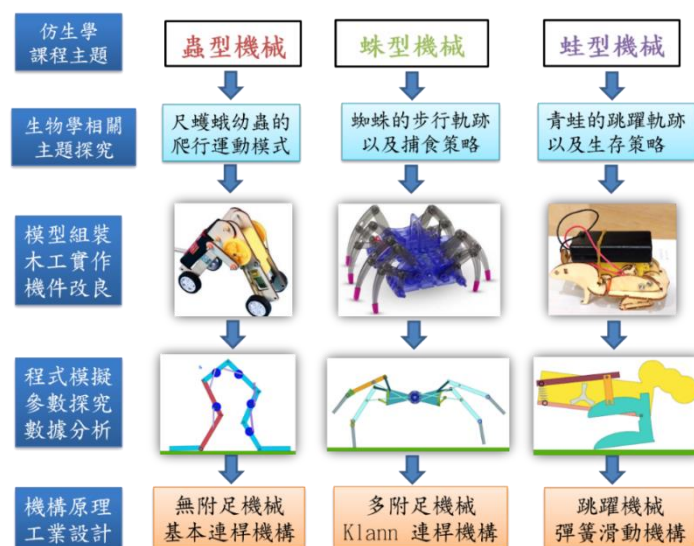 仿生學
課程主題
蟲型機械
蛛型機械
蛙型機械
生物學相關
主題探究
尺蠖蛾幼蟲的
爬行運動模式
蜘蛛的步行軌跡
以及捕食策略
青蛙的跳躍軌跡
以及生存策略
模型組裝
木工實作
機件改良
程式模擬
參數探究
數據分析
機構原理
工業設計
無附足機械
基本連桿機構
多附足機械
Klann 連桿機構
跳躍機械
彈簧滑動機構